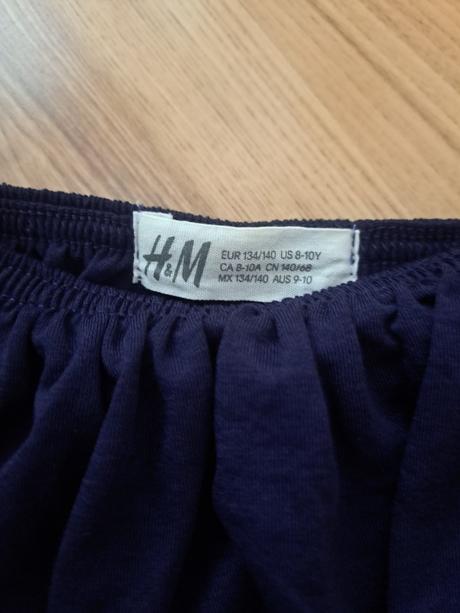 H&M
EUR 134/140 US 8-10Y
CA 8-10A CN 140/68
MX 134/140 AUS 9-10